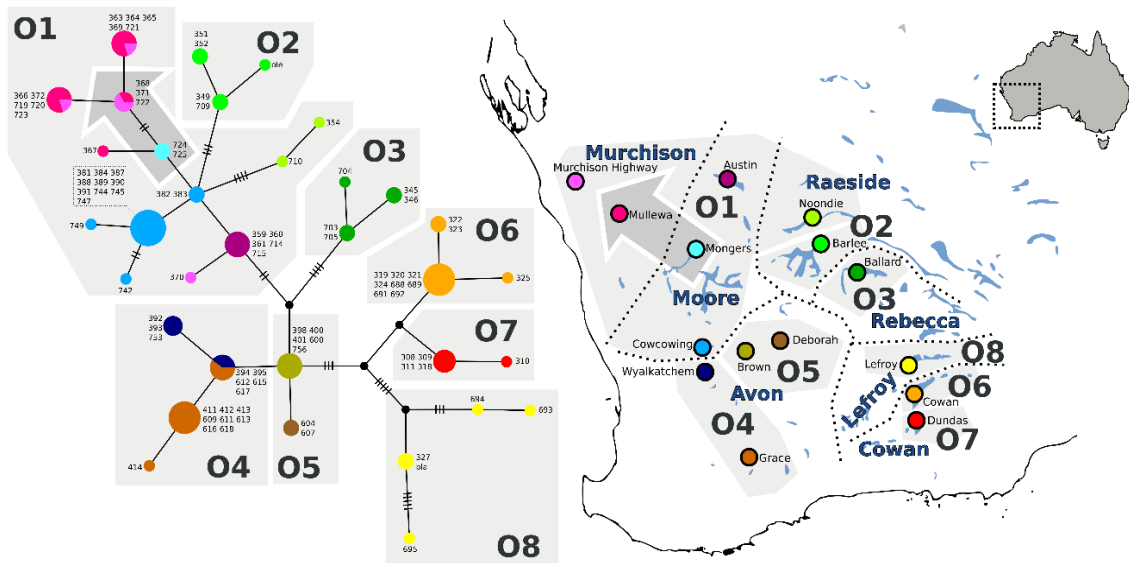 O1
363 364 365
369 721
368
371
722
366 372
719 720
723
367
724
725
381 384 387
388 389 390
391 744 745
747
382 383
749
742
359 360
361 714
715
370
O2
351
352
ole
349
709
334
710
O3
704
345
346
703
705
O6
322
323
319 320 321
324 688 689
691 692
325
O7
308 309
311 318
310
392
393
753
394 395
612 615
617
411 412 413
609 611 613
616 618
414
O4
398 400
401 600
756
604
607
O5
694
693
327
bla
695
O8
Murchison
Murchison Highway
Mullewa
Austin
O1
Mongers
Moore
Raeside
Noondie
O2
Barlee
Ballard
O3
Rebecca
Cowcowing
Wyalkatchem
Brown
Deborah
O5
Avon
O4
Grace
Lefroy
O8
Lefroy
O6
Cowan
Dundas
O7
Cowan